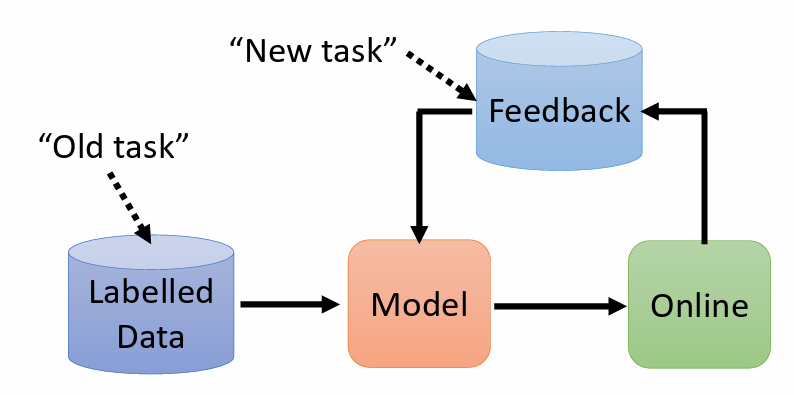 “New task”
Feedback
“Old task”
Labelled
Data
Model
Online